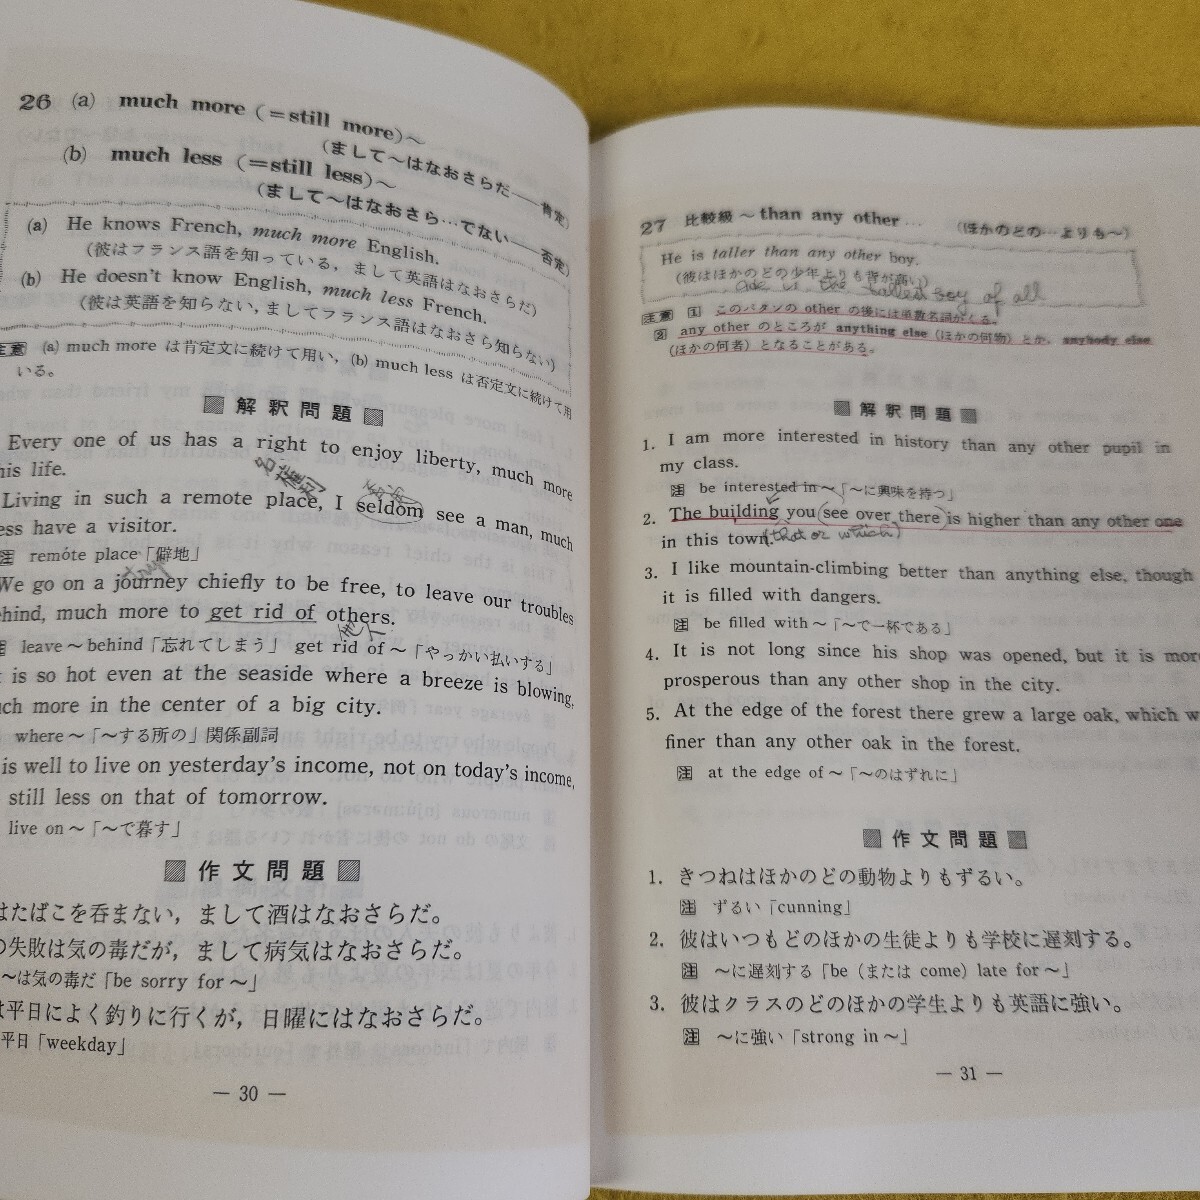 26 (a) much more (=still more)～
(まして～はなおさらだ——肯定)
(b) much less (=still less)～
(まして～はなおさら…でない——否定)
(a) He knows French, much more English.
(彼はフランス語を知っている，まして英語はなおさらだ)
(b) He doesn't know English, much less French.
(彼は英語を知らない，ましてフランス語はなおさら知らない)
注意 (a) much more は肯定文に続けて用い，(b) much less は否定文に続けて用
いる。
解釈問題
Every one of us has a right to enjoy liberty, much more
his life.
Living in such a remote place, I seldom see a man, much
less have a visitor.
注 remóte place「僻地」
We go on a journey chiefly to be free, to leave our troubles
behind, much more to get rid of others.
trip
leave～behind「忘れてしまう」 get rid of～「やっかい払いする」
is so hot even at the seaside where a breeze is blowing,
much more in the center of a big city.
where～「～する所の」関係副詞
is well to live on yesterday's income, not on today's income,
still less on that of tomorrow.
live on～「～で暮す」
作文問題
はたばこを呑まない，まして酒はなおさらだ。
の失敗は気の毒だが，まして病気はなおさらだ。
～は気の毒だ「be sorry for～」
は平日によく釣りに行くが，日曜にはなおさらだ。
平日「weekday」
— 30 —
27 比較級～than any other… (ほかのどの…よりも～)
He is taller than any other boy.
(彼はほかのどの少年よりも背が高い)
is the tallest boy of all
注意 1 このパタンの other の後には単数名詞がくる。
2 any other のところが anything else (ほかの何物) とか，anybody else
(ほかの何者) となることがある。
解釈問題
1. I am more interested in history than any other pupil in
my class.
注 be interested in～「～に興味を持つ」
2. The building you see over there is higher than any other one
in this town. (that or which)
3. I like mountain-climbing better than anything else, though
it is filled with dangers.
注 be filled with～「～で一杯である」
4. It is not long since his shop was opened, but it is more
prosperous than any other shop in the city.
5. At the edge of the forest there grew a large oak, which w
finer than any other oak in the forest.
注 at the edge of～「～のはずれに」
作文問題
1. きつねはほかのどの動物よりもずるい。
注 ずるい「cunning」
2. 彼はいつもどのほかの生徒よりも学校に遅刻する。
注 ～に遅刻する「be (または come) late for～」
3. 彼はクラスのどのほかの学生よりも英語に強い。
注 ～に強い「strong in～」
— 31 —